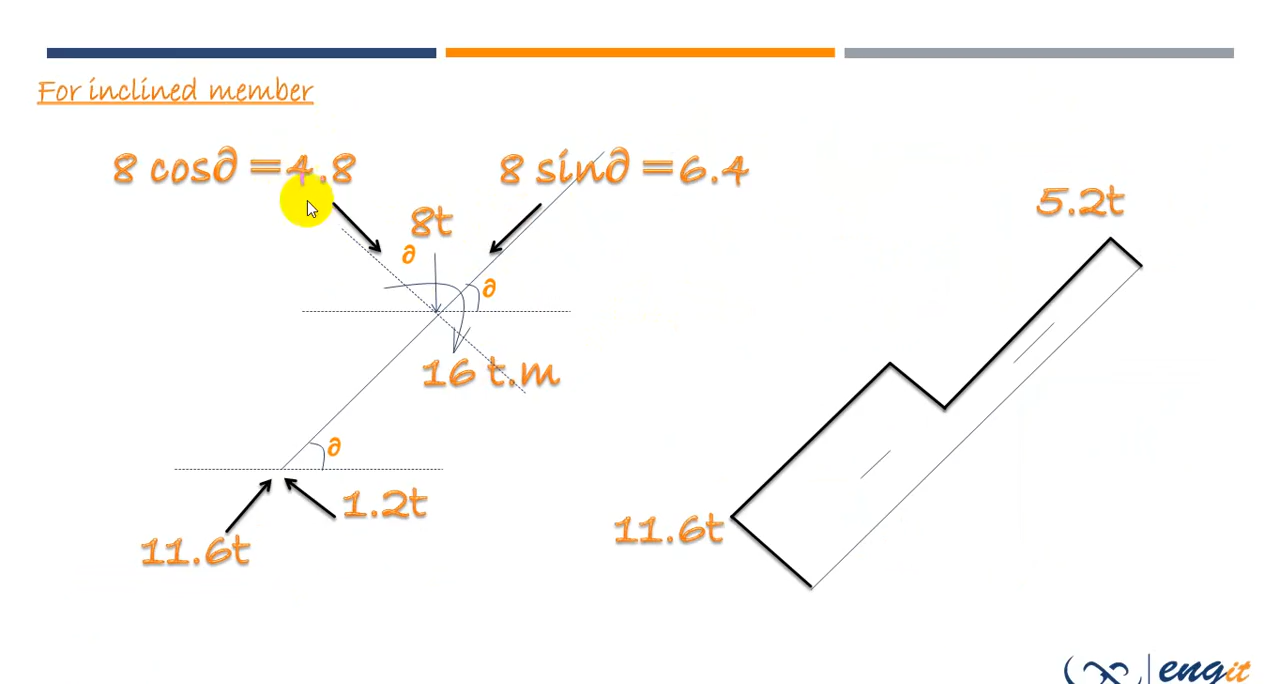 For inclined member
8 cos∂ =4.8
8 sin∂ =6.4
8t
∂
∂
16 t.m
∂
1.2t
11.6t
5.2t
11.6t
engit